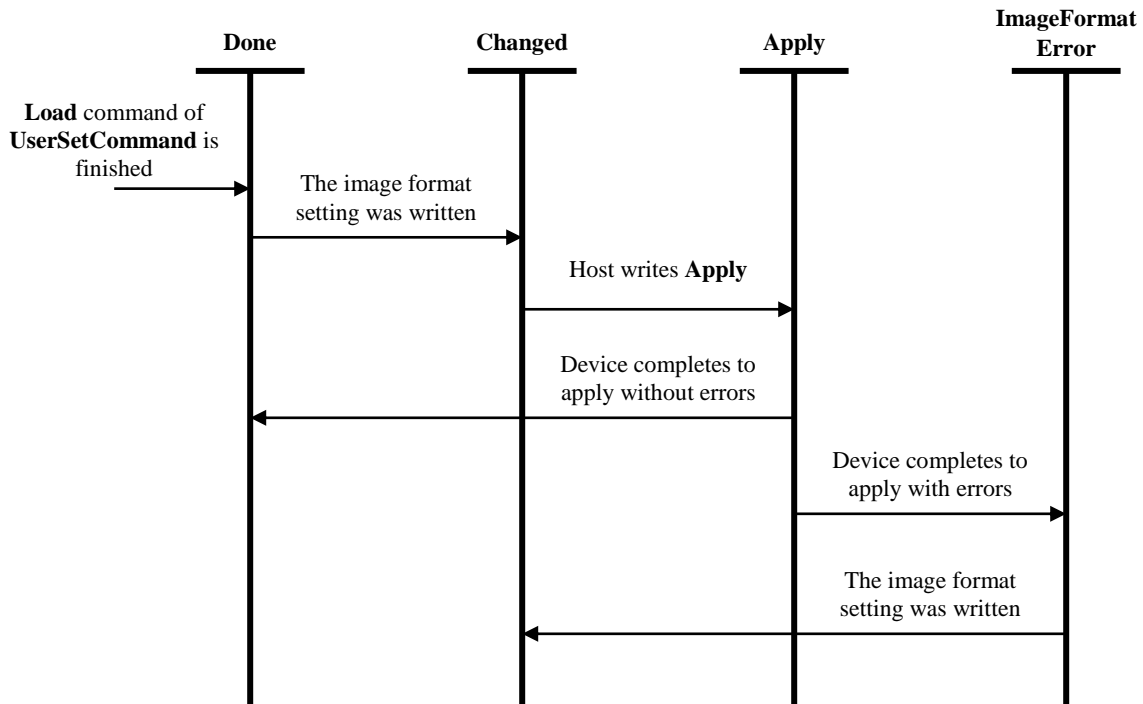 Done
Changed
Apply
ImageFormat
Error
Load command of
UserSetCommand is
finished
The image format
setting was written
Host writes Apply
Device completes to
apply without errors
Device completes to
apply with errors
The image format
setting was written